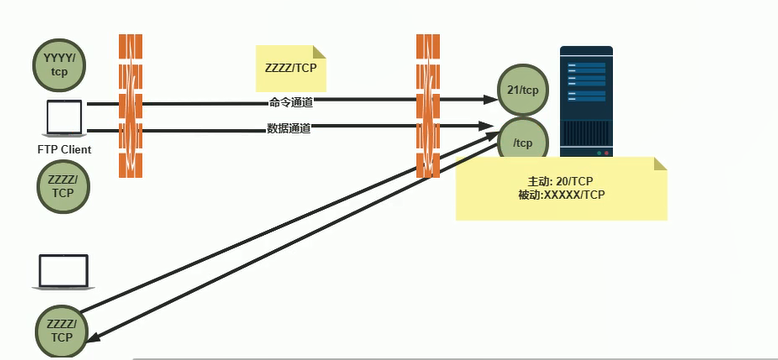 YYYY/
tcp
ZZZZ/TCP
21/tcp
命令通道
数据通道
/tcp
FTP Client
ZZZZ/
TCP
主动: 20/TCP
被动:XXXXX/TCP
ZZZZ/
TCP